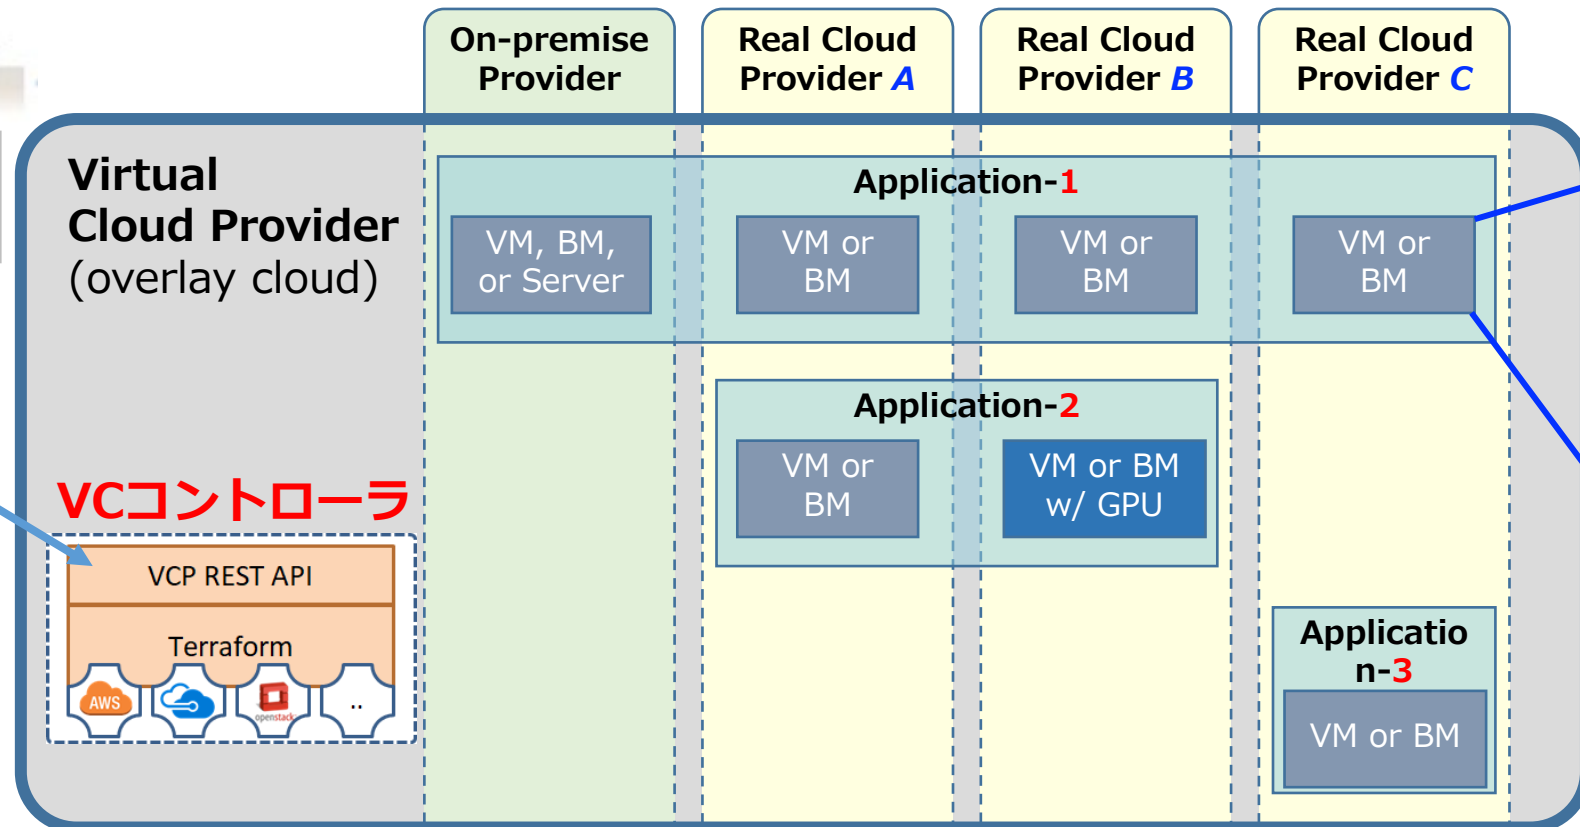 On-premise
Provider
Real Cloud
Provider A
Real Cloud
Provider B
Real Cloud
Provider C
Virtual
Cloud Provider
(overlay cloud)
Application-1
VM, BM,
or Server
VM or
BM
VM or
BM
VM or
BM
Application-2
VM or
BM
VM or BM
w/ GPU
VCコントローラ
VCP REST API
Terraform
AWS
openstack
..
Applicatio
n-3
VM or BM